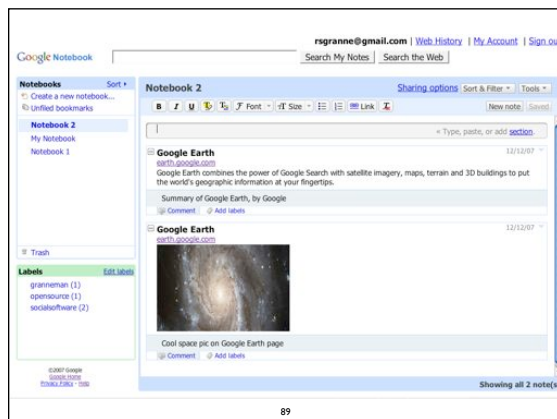 rsgranne@gmail.com | Web History | My Account | Sign ou
Google Notebook
Search My Notes
Search the Web
Notebooks
Sort
Create a new notebook...
Unfiled bookmarks
Notebook 2
My Notebook
Notebook 1
Trash
Labels
Edit labels
granneman (1)
opensource (1)
socialsoftware (2)
©2007 Google
Google Home
Privacy Policy - Help
Notebook 2
Sharing options Sort & Filter Tools
B I U T Ts F Font T Size Link T
New note Saved
« Type, paste, or add section.
Google Earth
12/12/07
earth.google.com
Google Earth combines the power of Google Search with satellite imagery, maps, terrain and 3D buildings to put
the world's geographic information at your fingertips.
Summary of Google Earth, by Google
Comment Add labels
Google Earth
12/12/07
earth.google.com
Cool space pic on Google Earth page
Comment Add labels
Showing all 2 note(s
89